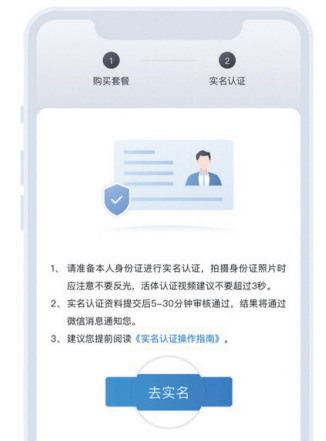 1 2
购买套餐 实名认证
1、 请准备本人身份证进行实名认证，拍摄身份证照片时
应注意不要反光，活体认证视频建议不要超过3秒。
2、 实名认证资料提交后5-30分钟审核通过，结果将通过
微信消息通知您。
3、 建议您提前阅读《实名认证操作指南》。
去实名